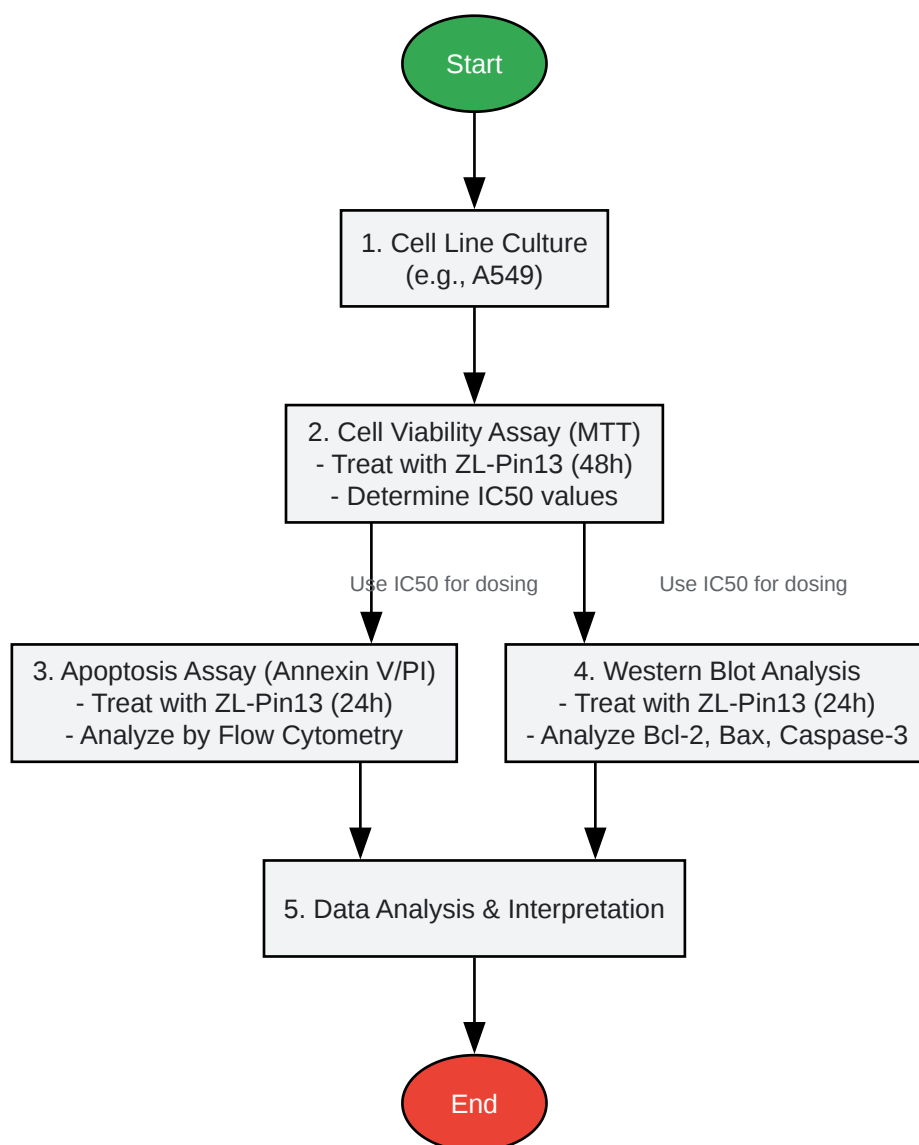 Start
1. Cell Line Culture
(e.g., A549)
2. Cell Viability Assay (MTT)
- Treat with ZL-Pin13 (48h)
- Determine IC50 values
Use IC50 for dosing
Use IC50 for dosing
3. Apoptosis Assay (Annexin V/PI)
- Treat with ZL-Pin13 (24h)
- Analyze by Flow Cytometry
4. Western Blot Analysis
- Treat with ZL-Pin13 (24h)
- Analyze Bcl-2, Bax, Caspase-3
5. Data Analysis & Interpretation
End